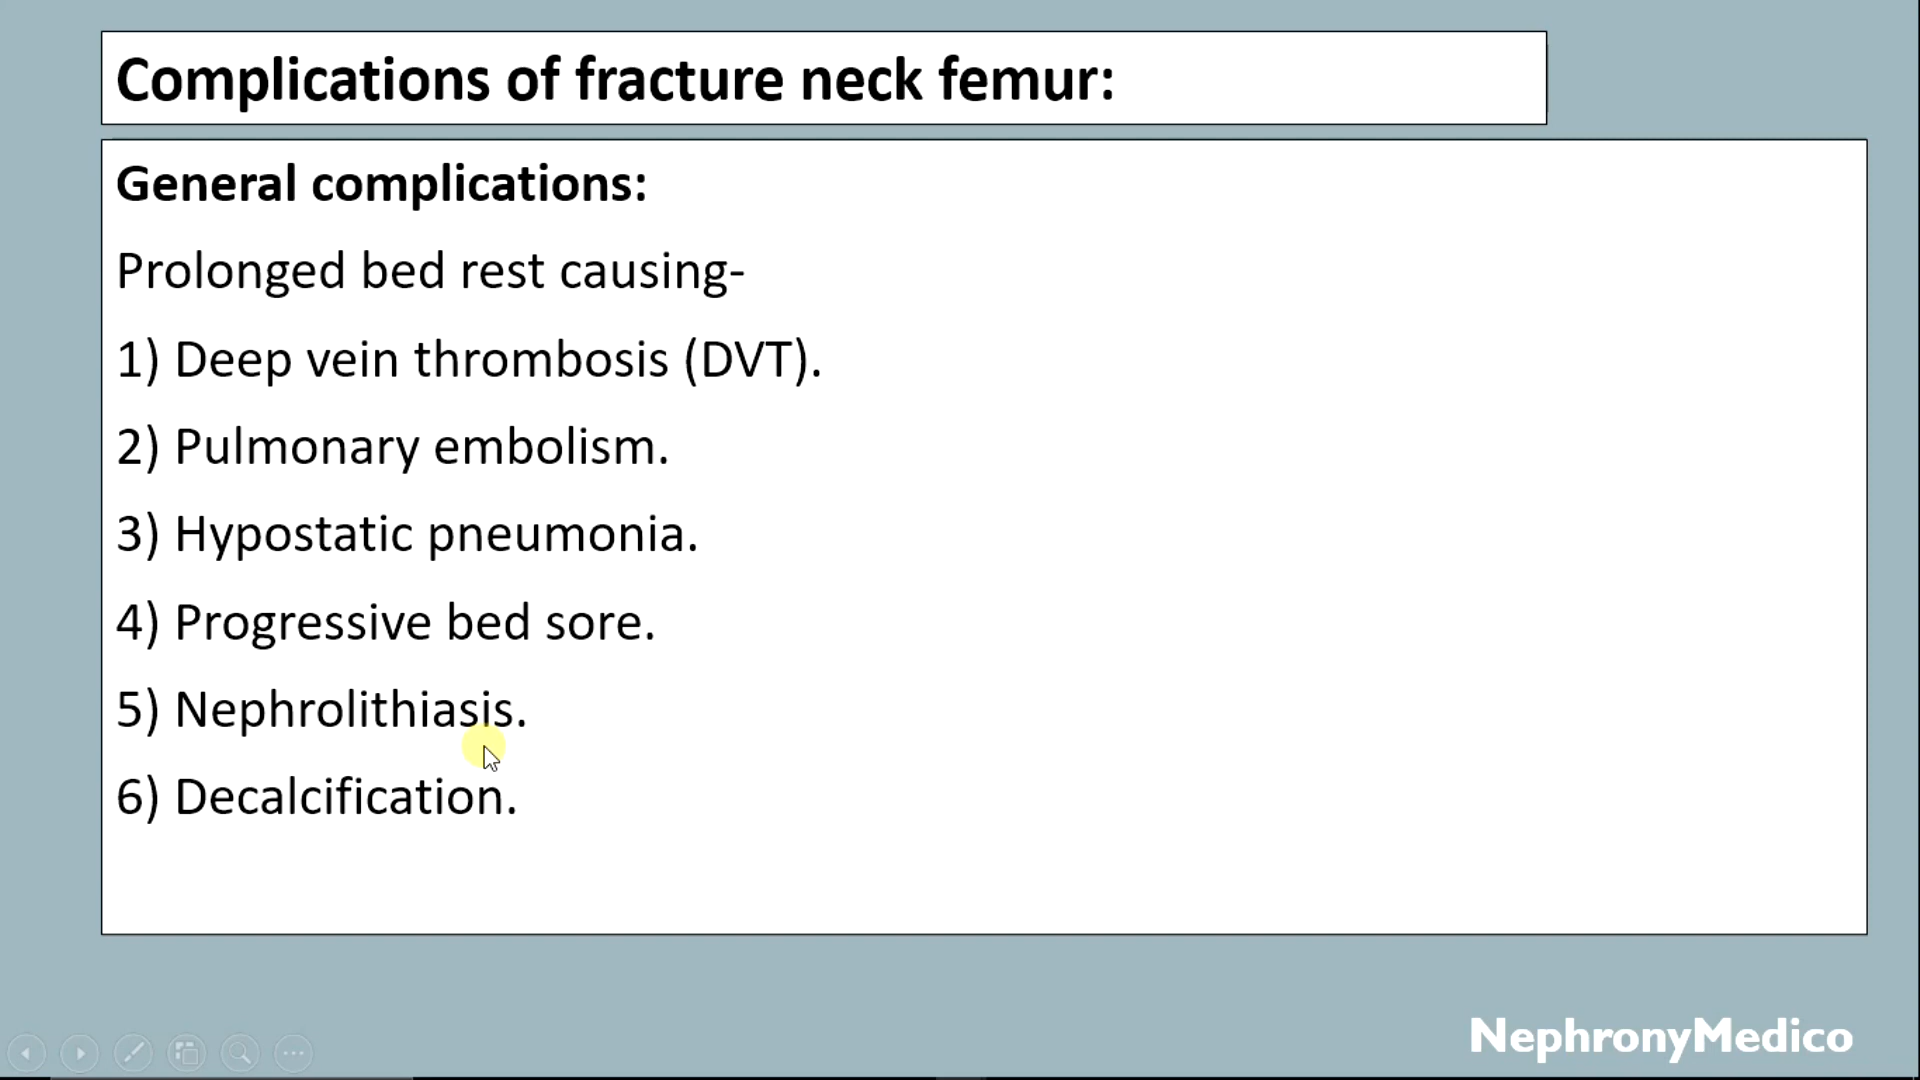 Complications of fracture neck femur:
General complications:
Prolonged bed rest causing-
1) Deep vein thrombosis (DVT).
2) Pulmonary embolism.
3) Hypostatic pneumonia.
4) Progressive bed sore.
5) Nephrolithiasis.
6) Decalcification.
NephronyMedico